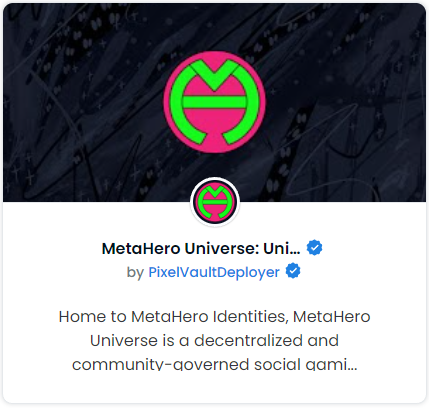 MetaHero Universe: Uni...
by PixelVaultDeployer
Home to MetaHero Identities, MetaHero
Universe is a decentralized and
community-governed social gami...